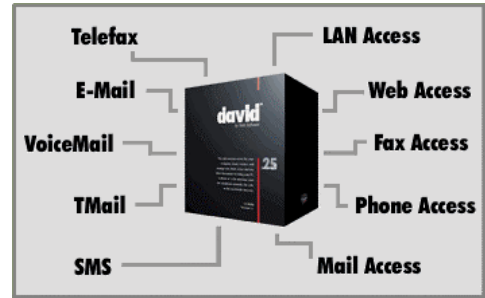 Telefax
LAN Access
E-Mail
Web Access
david
VoiceMail
Fax Access
25
TMail
Phone Access
SMS
Mail Access